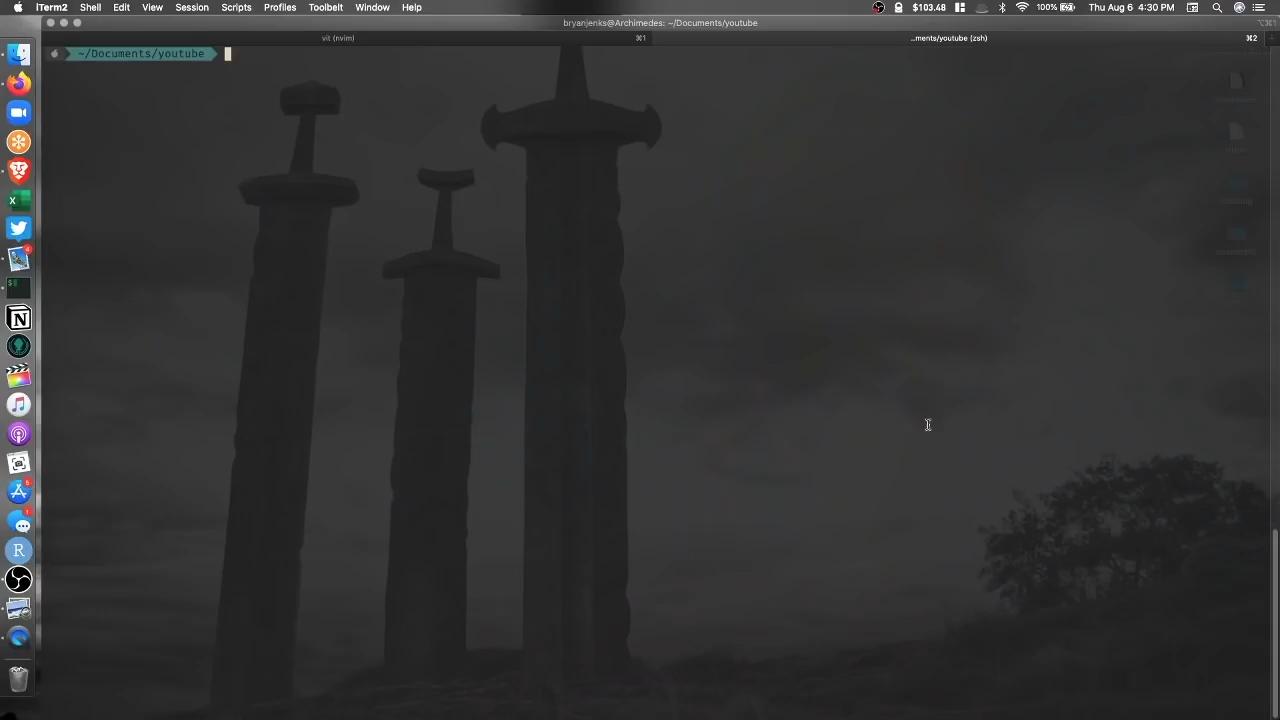 iTerm2 Shell Edit View Session Scripts Profiles Toolbelt Window Help $103.48 100% Thu Aug 6 4:30 PM
bryanjenks@Archimedes: ~/Documents/youtube
vit (nvim) ⌘1 ..ments/youtube (zsh) ⌘2
~/Documents/youtube